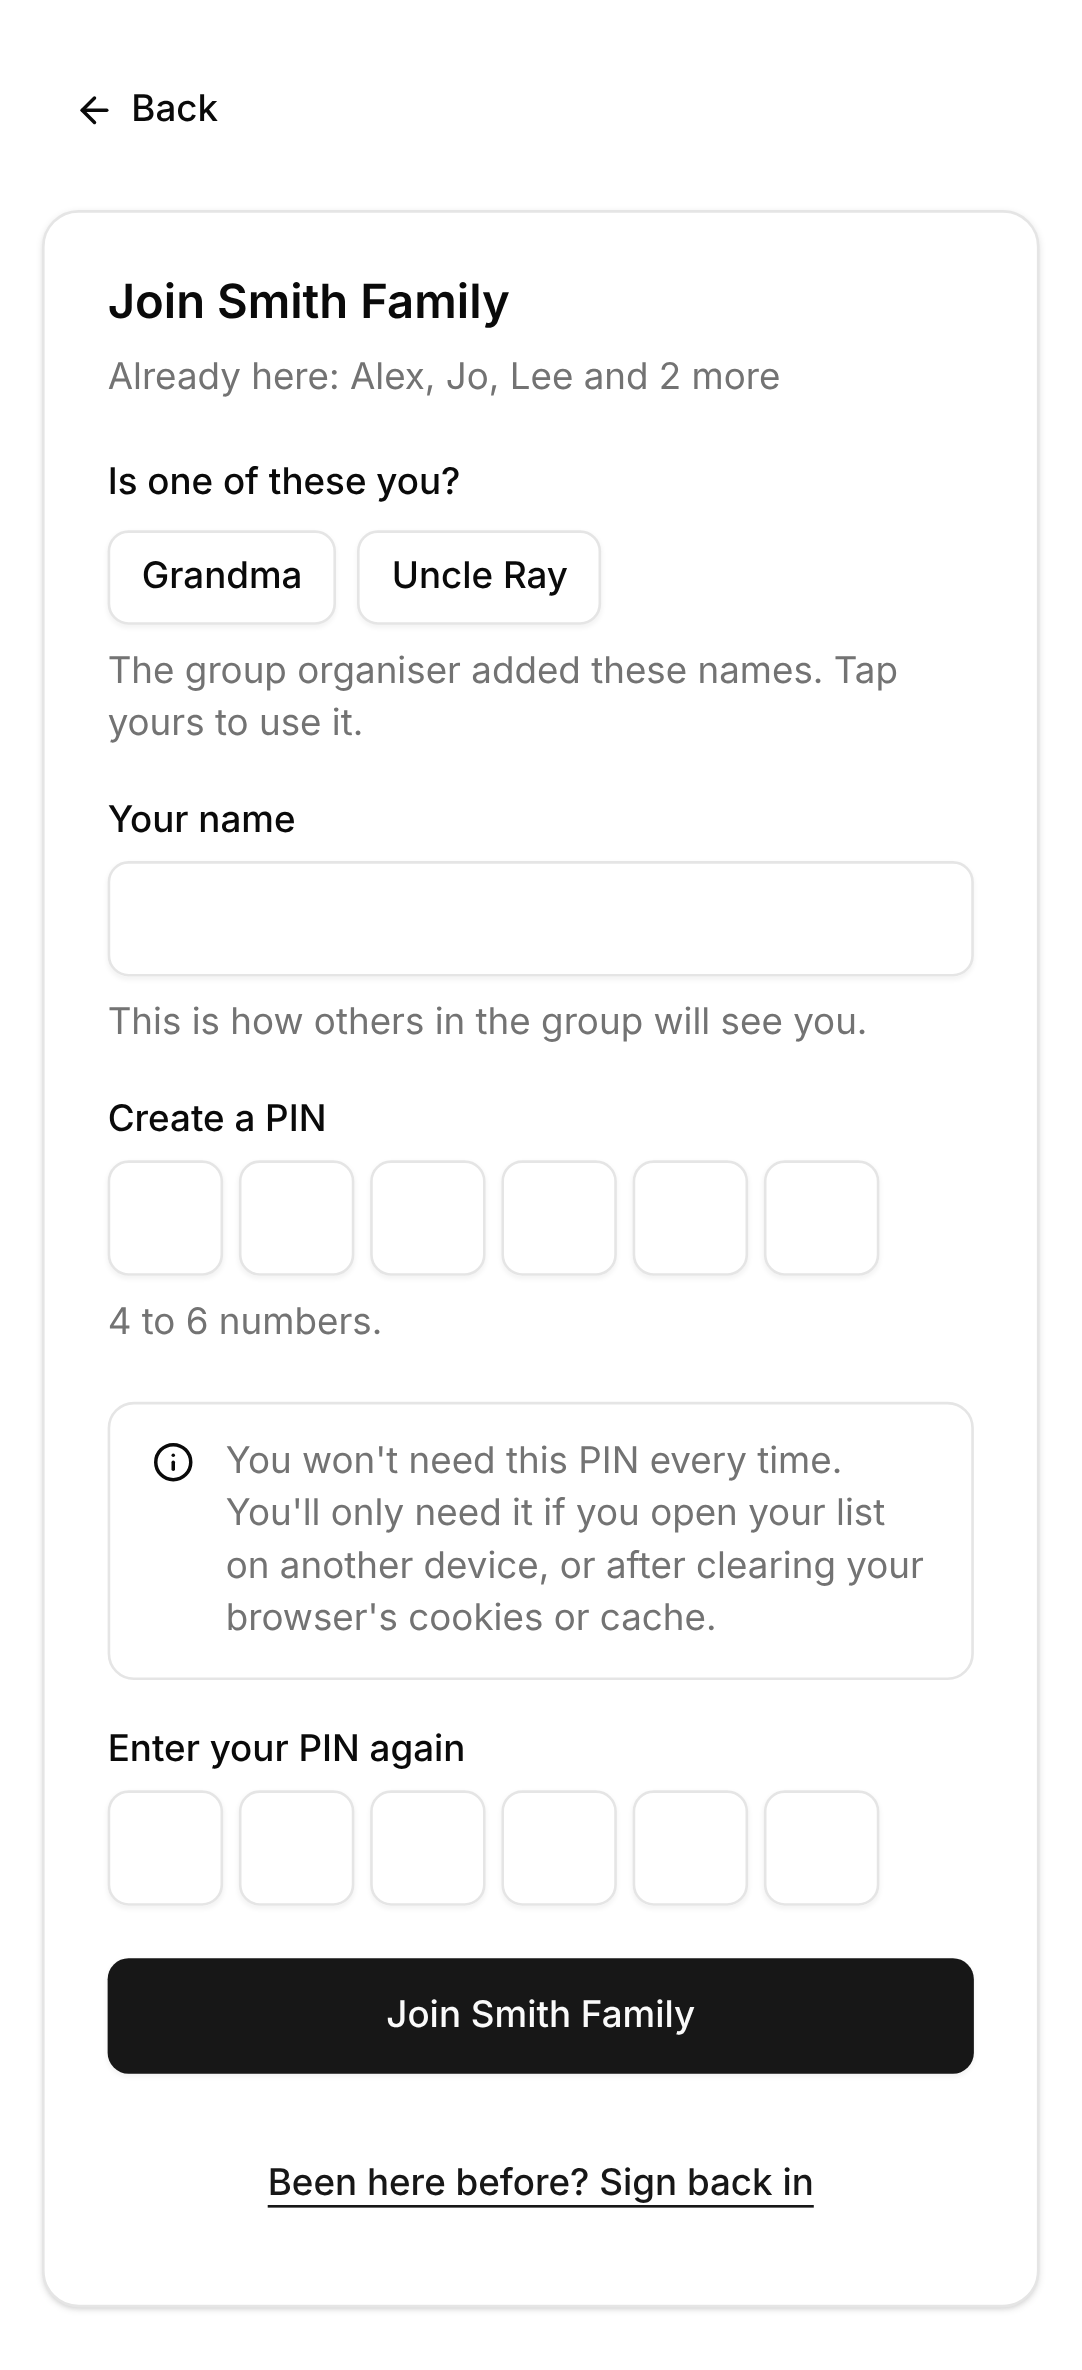 Back
Join Smith Family
Already here: Alex, Jo, Lee and 2 more
Is one of these you?
Grandma
Uncle Ray
The group organiser added these names. Tap
yours to use it.
Your name
This is how others in the group will see you.
Create a PIN
4 to 6 numbers.
You won't need this PIN every time.
You'll only need it if you open your list
on another device, or after clearing your
browser's cookies or cache.
Enter your PIN again
Join Smith Family
Been here before? Sign back in